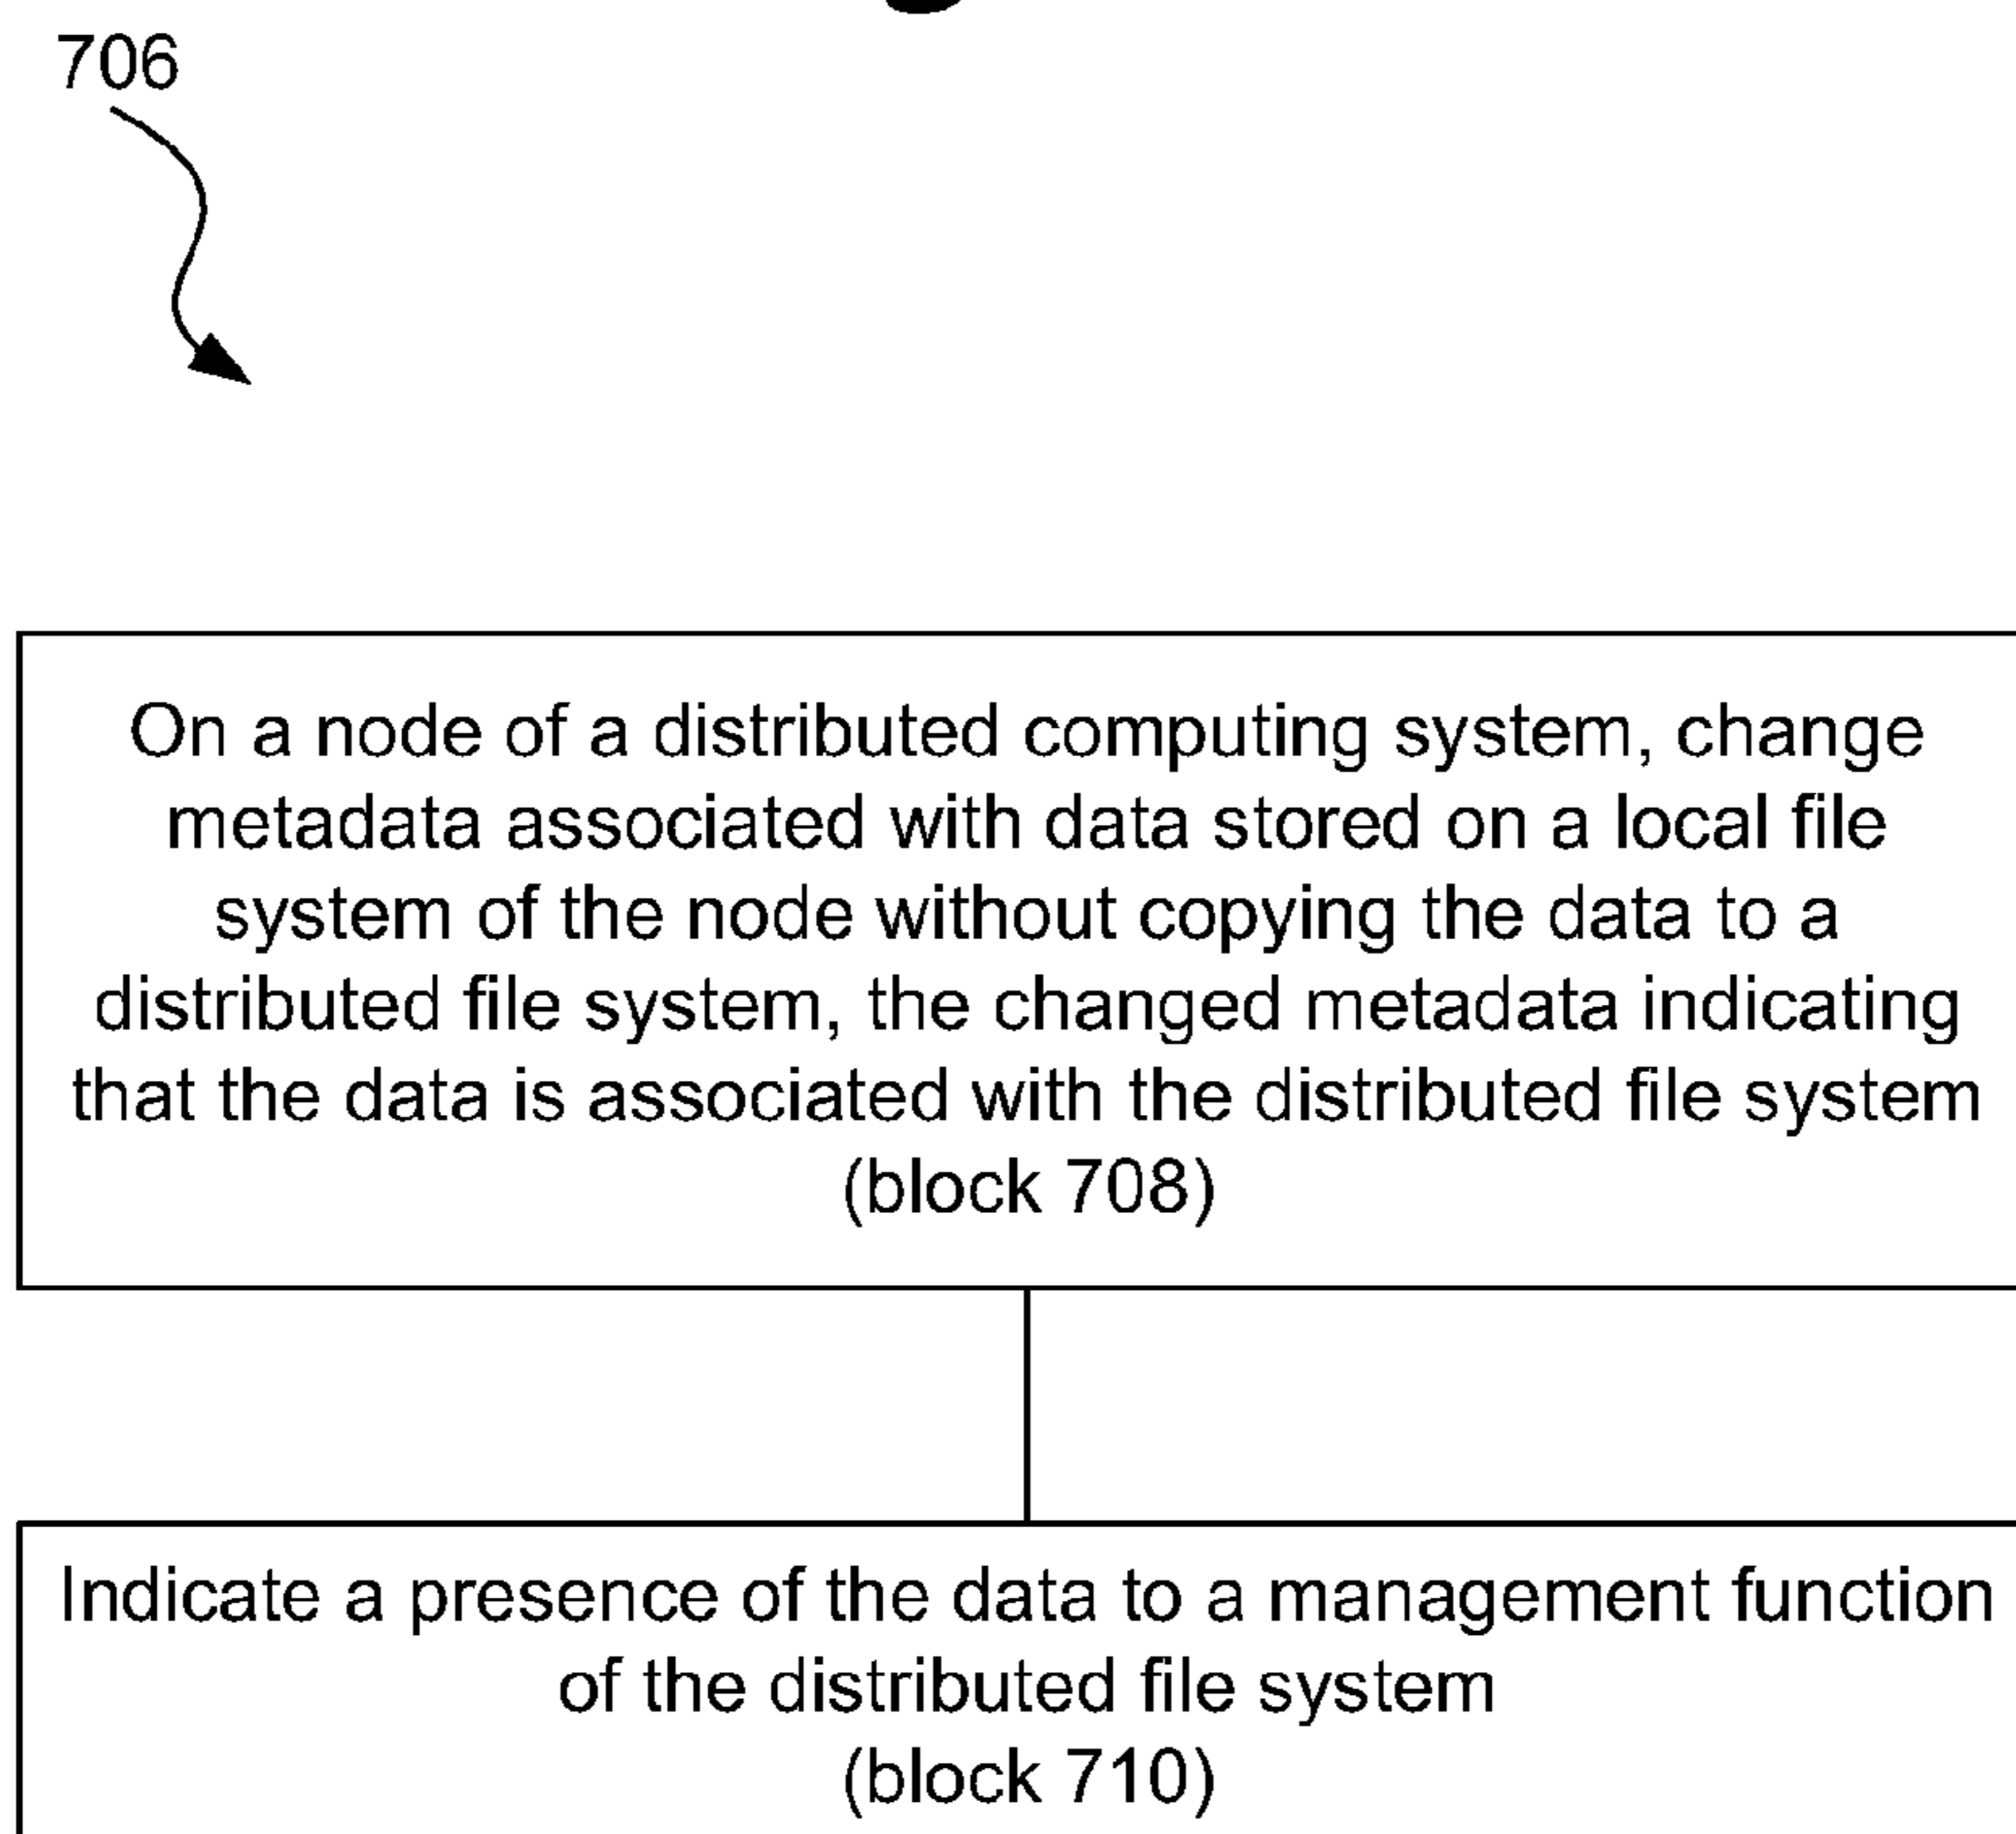 706
On a node of a distributed computing system, change
metadata associated with data stored on a local file
system of the node without copying the data to a
distributed file system, the changed metadata indicating
that the data is associated with the distributed file system
(block 708)
Indicate a presence of the data to a management function
of the distributed file system
(block 710)